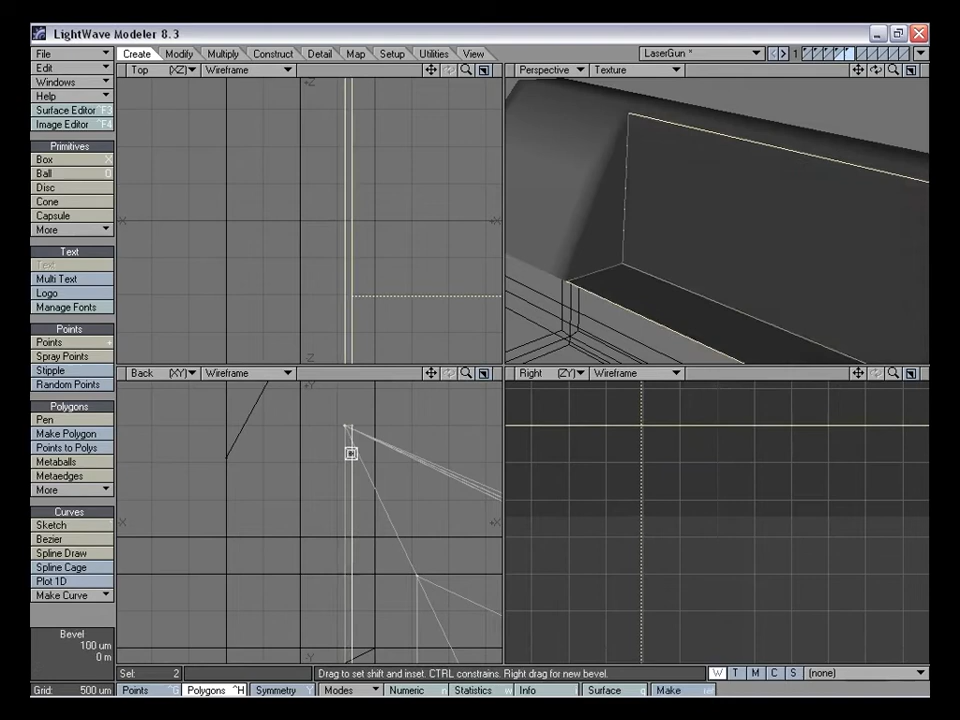 LightWave Modeler 8.3
File Create Modify Multiply Construct Detail Map Setup Utilities View LaserGun * 1
Edit Top (XZ) Wireframe Perspective Texture
Windows
Help
Surface Editor F3
Image Editor ^F4
Primitives
Box X
Ball O
Disc
Cone
Capsule
More
Text
Text
Multi Text
Logo
Manage Fonts
Points
Points +
Spray Points
Stipple
Back (XY) Wireframe Right (ZY) Wireframe
Random Points
Polygons
Pen
Make Polygon
Points to Polys
Metaballs
Metaedges
More
Curves
Sketch
Bezier
Spline Draw
Spline Cage
Plot 1D
Make Curve
Bevel
100 um
0 m
Sel: 2 Drag to set shift and inset. CTRL constrains. Right drag for new bevel. W T M C S (none)
Grid: 500 um Points ^G Polygons ^H Symmetry Y Modes Numeric n Statistics w Info i Surface q Make